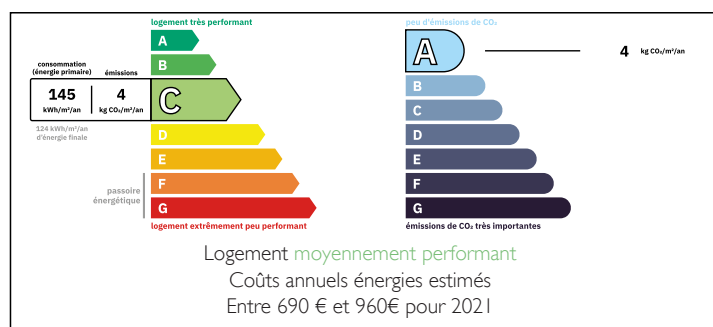 logement très performant
A
B
consommation
(énergie primaire)
émissions
145
kWh/m²/an
4
kg CO₂/m²/an
C
124 kWh/m²/an
d'énergie finale
D
E
passoire
énergétique
F
G
logement extrêmement peu performant
peu d'émissions de CO₂
A
4 kg CO₂/m²/an
B
C
D
E
F
G
émissions de CO₂ très importantes
Logement moyennement performant
Coûts annuels énergies estimés
Entre 690 € et 960€ pour 2021